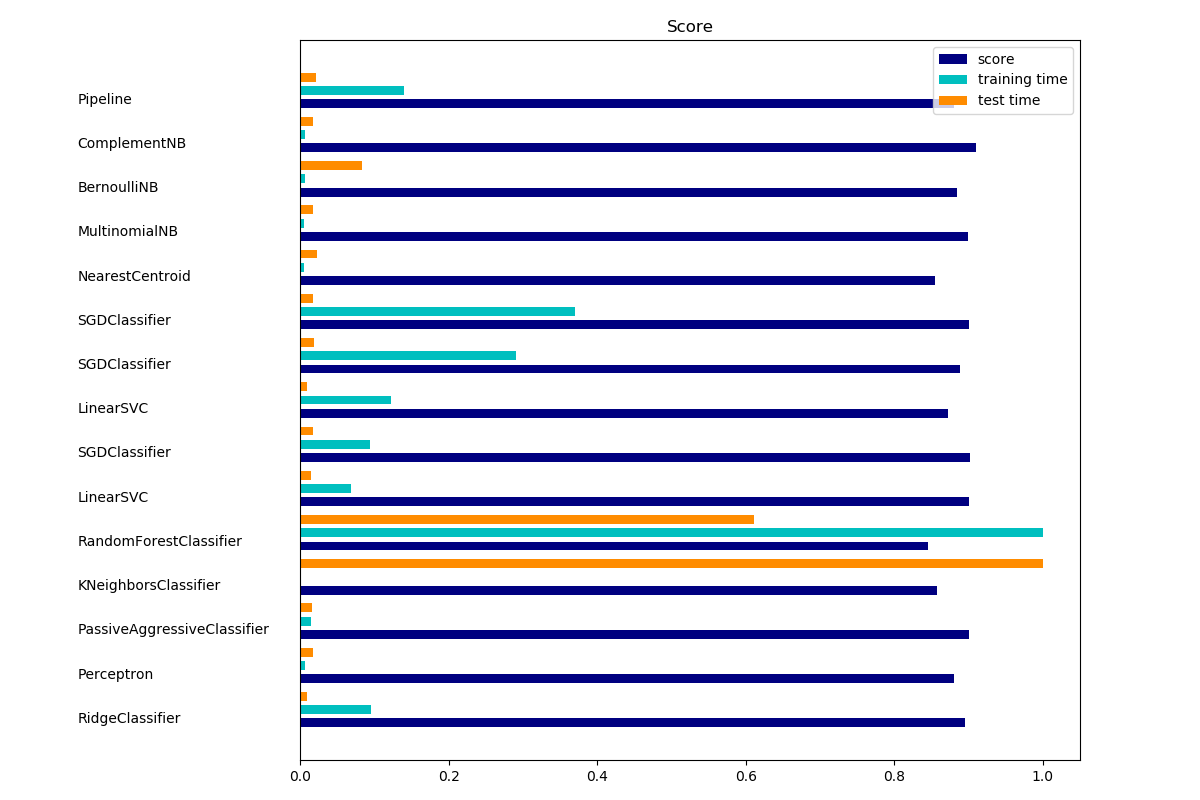 Score
score
training time
test time
Pipeline
ComplementNB
BernoulliNB
MultinomialNB
NearestCentroid
SGDClassifier
SGDClassifier
LinearSVC
SGDClassifier
LinearSVC
RandomForestClassifier
KNeighborsClassifier
PassiveAggressiveClassifier
Perceptron
RidgeClassifier
0.0 0.2 0.4 0.6 0.8 1.0